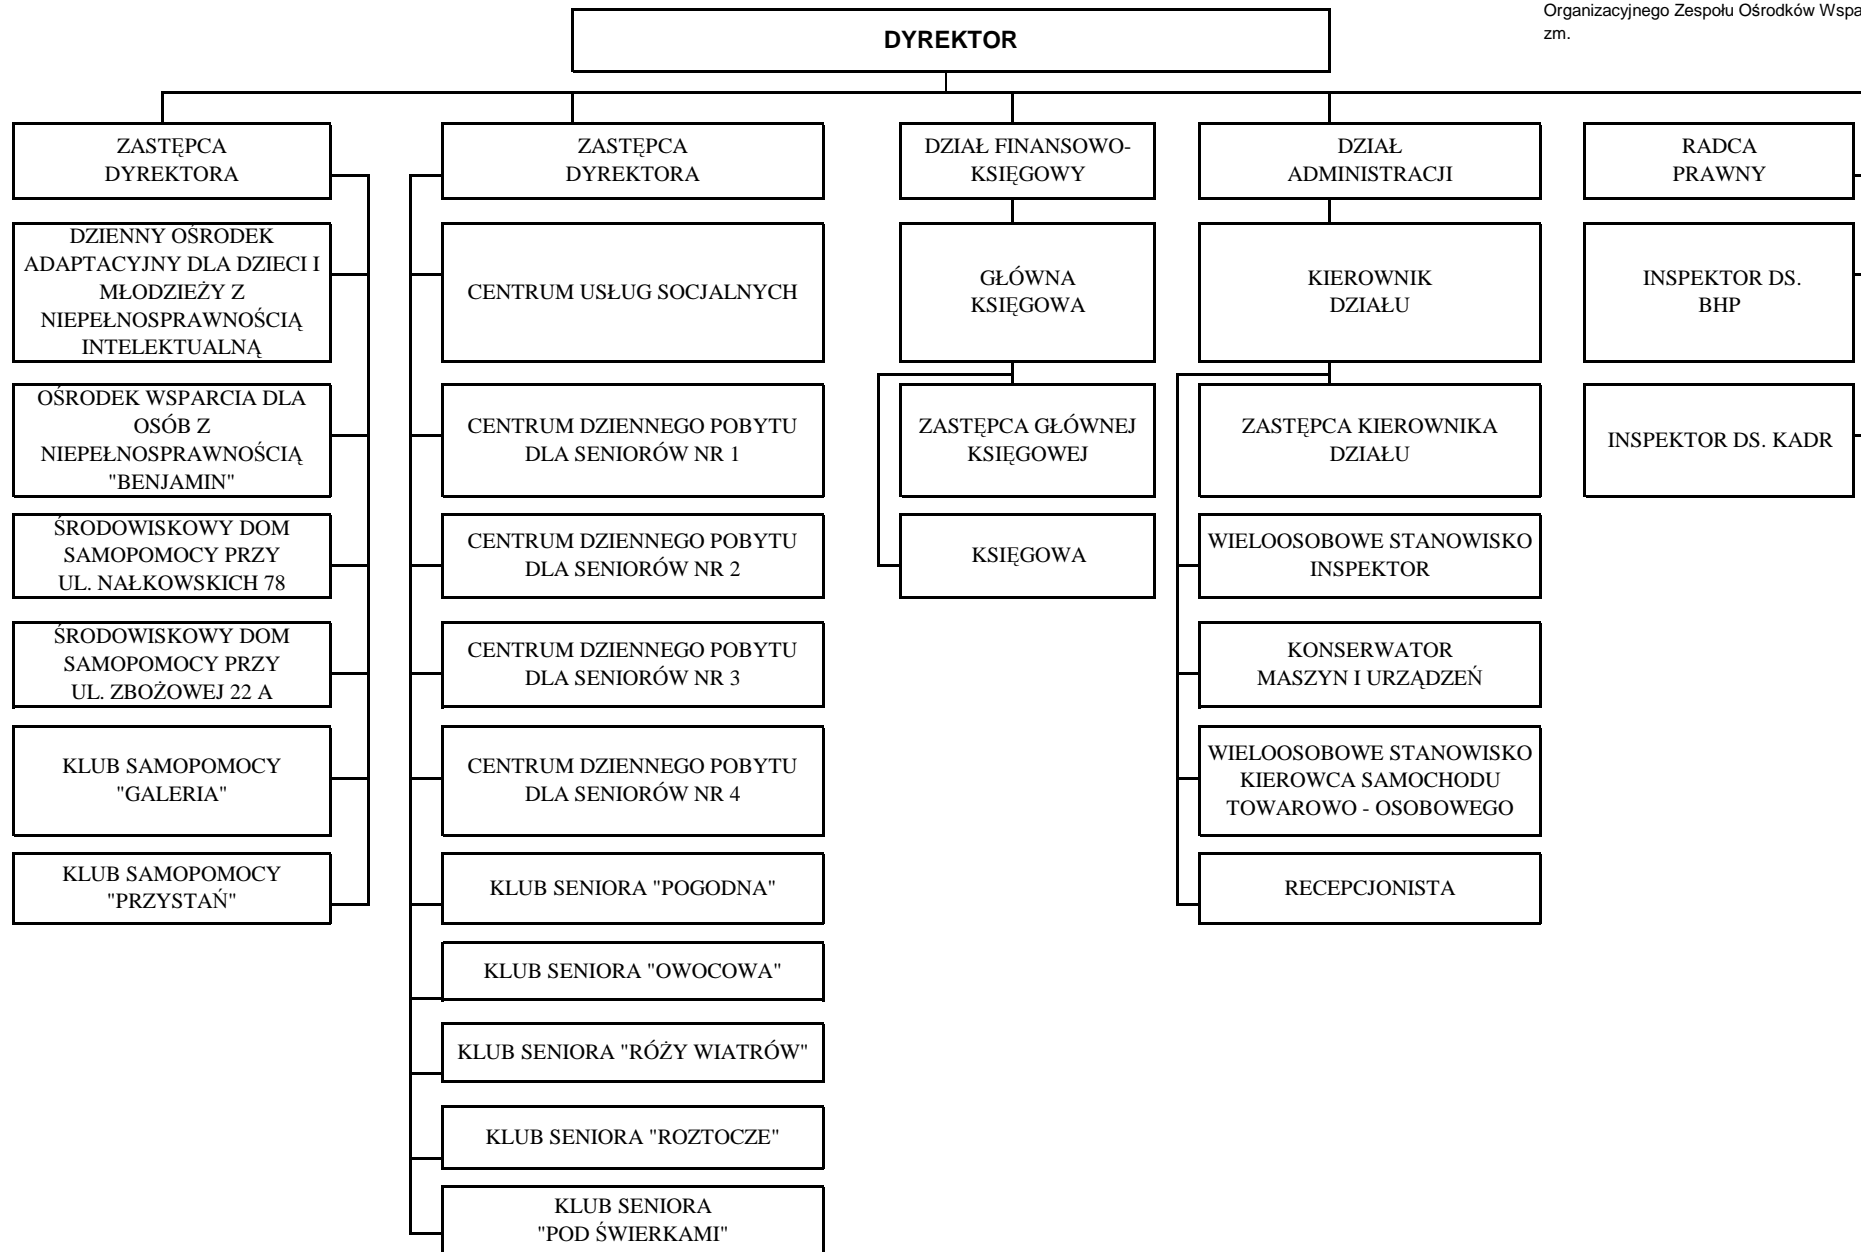 Organizacyjnego Zespołu Ośrodków Wspa
zm.
DYREKTOR
ZASTĘPCA
DYREKTORA
DZIENNY OŚRODEK
ADAPTACYJNY DLA DZIECI I
MŁODZIEŻY Z
NIEPEŁNOSPRAWNOŚCIĄ
INTELEKTUALNĄ
OŚRODEK WSPARCIA DLA
OSÓB Z
NIEPEŁNOSPRAWNOŚCIĄ
"BENJAMIN"
ŚRODOWISKOWY DOM
SAMOPOMOCY PRZY
UL. NAŁKOWSKICH 78
ŚRODOWISKOWY DOM
SAMOPOMOCY PRZY
UL. ZBOŻOWEJ 22 A
KLUB SAMOPOMOCY
"GALERIA"
KLUB SAMOPOMOCY
"PRZYSTAŃ"
ZASTĘPCA
DYREKTORA
CENTRUM USŁUG SOCJALNYCH
CENTRUM DZIENNEGO POBYTU
DLA SENIORÓW NR 1
CENTRUM DZIENNEGO POBYTU
DLA SENIORÓW NR 2
CENTRUM DZIENNEGO POBYTU
DLA SENIORÓW NR 3
CENTRUM DZIENNEGO POBYTU
DLA SENIORÓW NR 4
KLUB SENIORA "POGODNA"
KLUB SENIORA "OWOCOWA"
KLUB SENIORA "RÓŻY WIATRÓW"
KLUB SENIORA "ROZTOCZE"
KLUB SENIORA
"POD ŚWIERKAMI"
DZIAŁ FINANSOWO-
KSIĘGOWY
GŁÓWNA
KSIĘGOWA
ZASTĘPCA GŁÓWNEJ
KSIĘGOWEJ
KSIĘGOWA
DZIAŁ
ADMINISTRACJI
KIEROWNIK
DZIAŁU
ZASTĘPCA KIEROWNIKA
DZIAŁU
WIELOOSOBOWE STANOWISKO
INSPEKTOR
KONSERWATOR
MASZYN I URZĄDZEŃ
WIELOOSOBOWE STANOWISKO
KIEROWCA SAMOCHODU
TOWAROWO - OSOBOWEGO
RECEPCJONISTA
RADCA
PRAWNY
INSPEKTOR DS.
BHP
INSPEKTOR DS. KADR